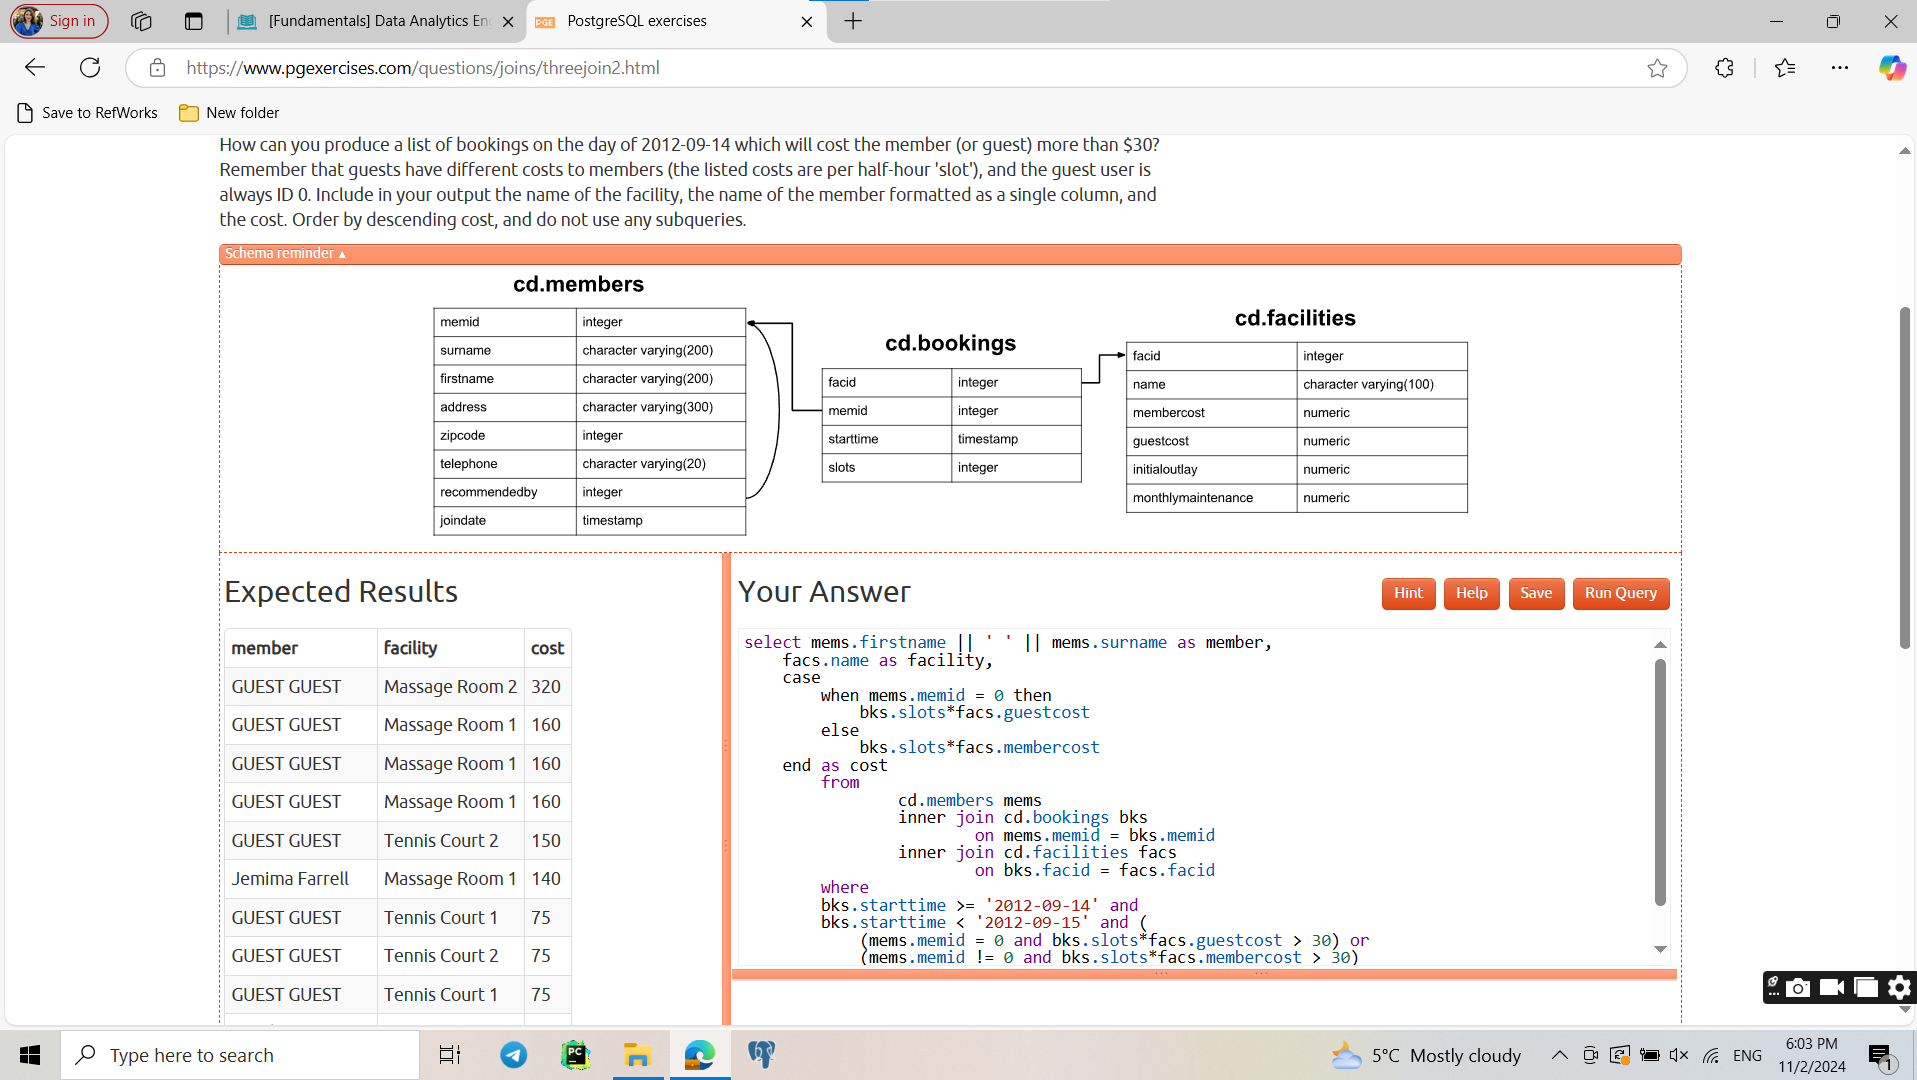 Sign in
[Fundamentals] Data Analytics En
PGE PostgreSQL exercises
https://www.pgexercises.com/questions/joins/threejoin2.html
Save to RefWorks New folder
How can you produce a list of bookings on the day of 2012-09-14 which will cost the member (or guest) more than $30?
Remember that guests have different costs to members (the listed costs are per half-hour 'slot'), and the guest user is
always ID 0. Include in your output the name of the facility, the name of the member formatted as a single column, and
the cost. Order by descending cost, and do not use any subqueries.
Schema reminder ▲
cd.members
memid integer
surname character varying(200)
firstname character varying(200)
address character varying(300)
zipcode integer
telephone character varying(20)
recommendedby integer
joindate timestamp
cd.bookings
facid integer
memid integer
starttime timestamp
slots integer
cd.facilities
facid integer
name character varying(100)
membercost numeric
guestcost numeric
initialoutlay numeric
monthlymaintenance numeric
Expected Results
member facility cost
GUEST GUEST Massage Room 2 320
GUEST GUEST Massage Room 1 160
GUEST GUEST Massage Room 1 160
GUEST GUEST Massage Room 1 160
GUEST GUEST Tennis Court 2 150
Jemima Farrell Massage Room 1 140
GUEST GUEST Tennis Court 1 75
GUEST GUEST Tennis Court 2 75
GUEST GUEST Tennis Court 1 75
Your Answer
Hint Help Save Run Query
select mems.firstname || ' ' || mems.surname as member,
facs.name as facility,
case
when mems.memid = 0 then
bks.slots*facs.guestcost
else
bks.slots*facs.membercost
end as cost
from
cd.members mems
inner join cd.bookings bks
on mems.memid = bks.memid
inner join cd.facilities facs
on bks.facid = facs.facid
where
bks.starttime >= '2012-09-14' and
bks.starttime < '2012-09-15' and (
(mems.memid = 0 and bks.slots*facs.guestcost > 30) or
(mems.memid != 0 and bks.slots*facs.membercost > 30)
Type here to search
PC
5°C Mostly cloudy
ENG
6:03 PM
11/2/2024
1